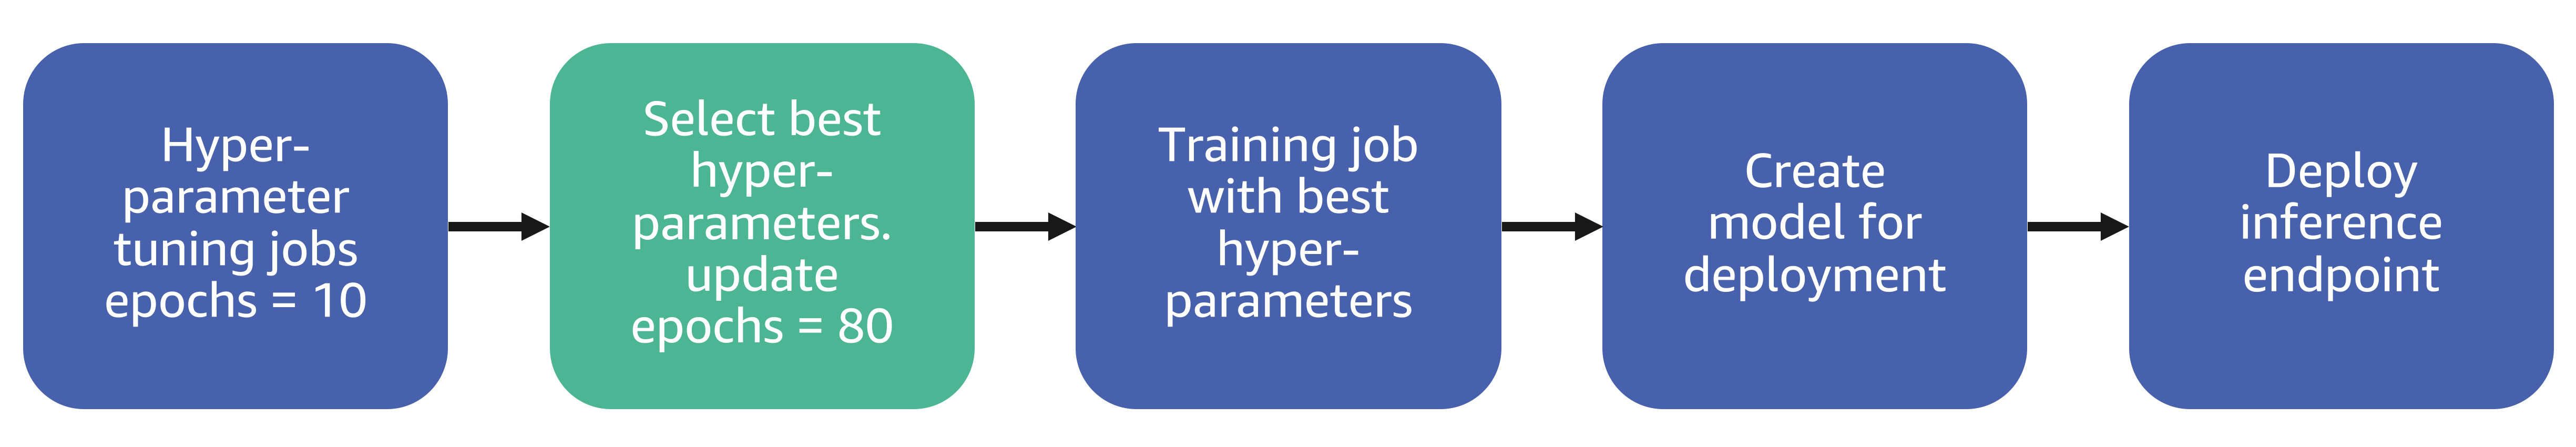 Hyper-
parameter
tuning jobs
epochs = 10
Select best
hyper-
parameters.
update
epochs = 80
Training job
with best
hyper-
parameters
Create
model for
deployment
Deploy
inference
endpoint